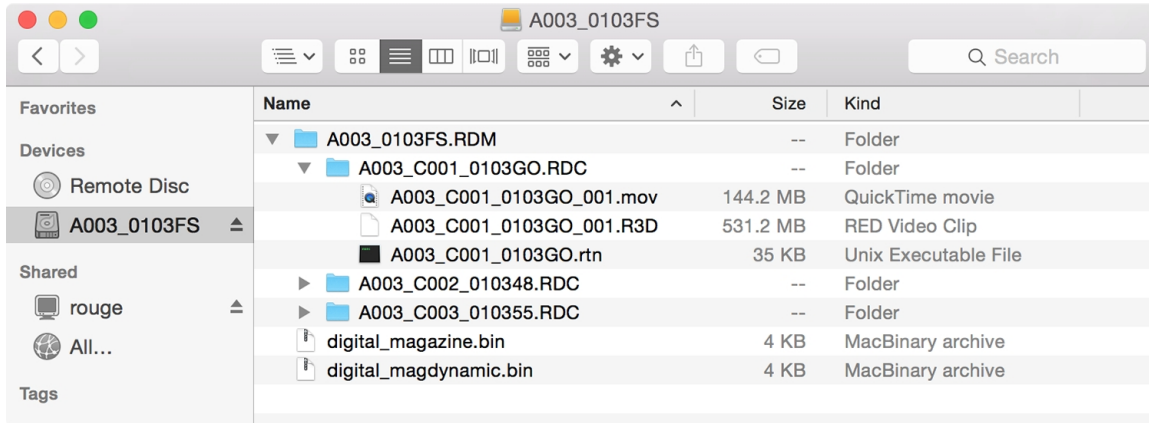 A003_0103FS
Search
Favorites
Devices
Remote Disc
A003_0103FS
Shared
rouge
All...
Tags
Name Size Kind
A003_0103FS.RDM -- Folder
A003_C001_0103GO.RDC -- Folder
A003_C001_0103GO_001.mov 144.2 MB QuickTime movie
A003_C001_0103GO_001.R3D 531.2 MB RED Video Clip
A003_C001_0103GO.rtn 35 KB Unix Executable File
A003_C002_010348.RDC -- Folder
A003_C003_010355.RDC -- Folder
digital_magazine.bin 4 KB MacBinary archive
digital_magdynamic.bin 4 KB MacBinary archive